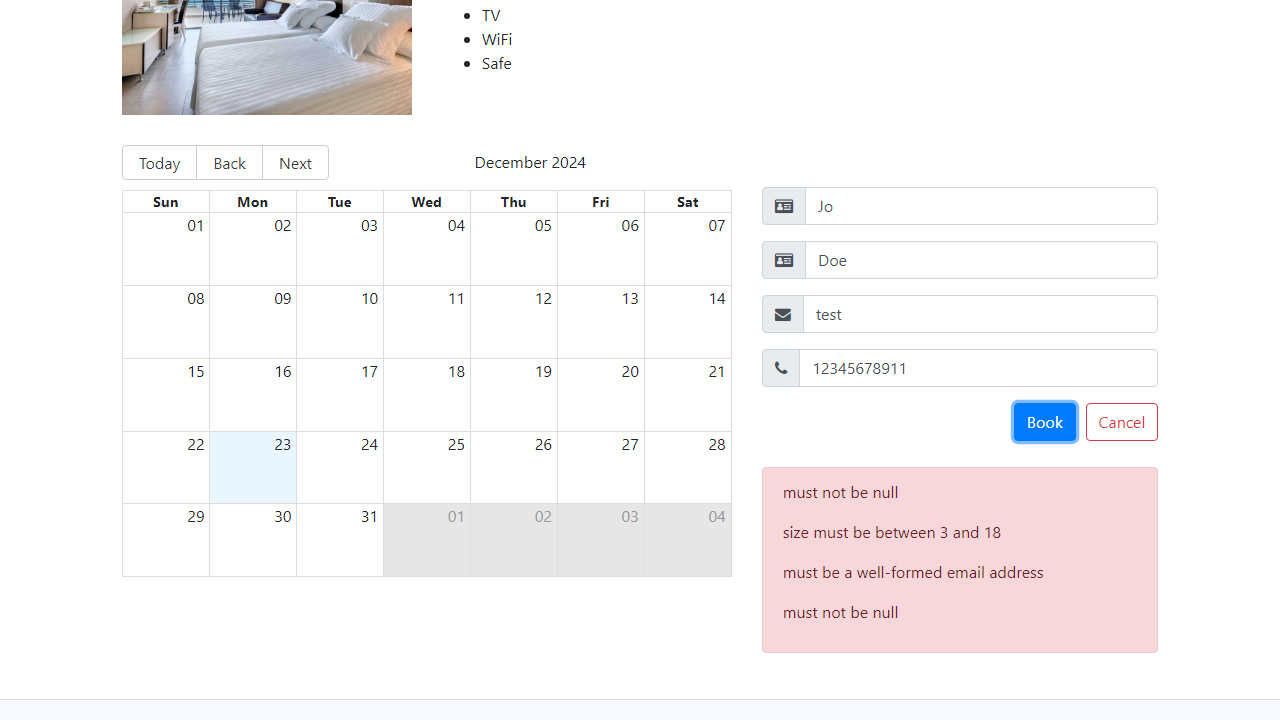 TV
WiFi
Safe
Today Back Next December 2024
Sun Mon Tue Wed Thu Fri Sat
01 02 03 04 05 06 07
08 09 10 11 12 13 14
15 16 17 18 19 20 21
22 23 24 25 26 27 28
29 30 31 01 02 03 04
Jo
Doe
test
12345678911
Book Cancel
must not be null
size must be between 3 and 18
must be a well-formed email address
must not be null